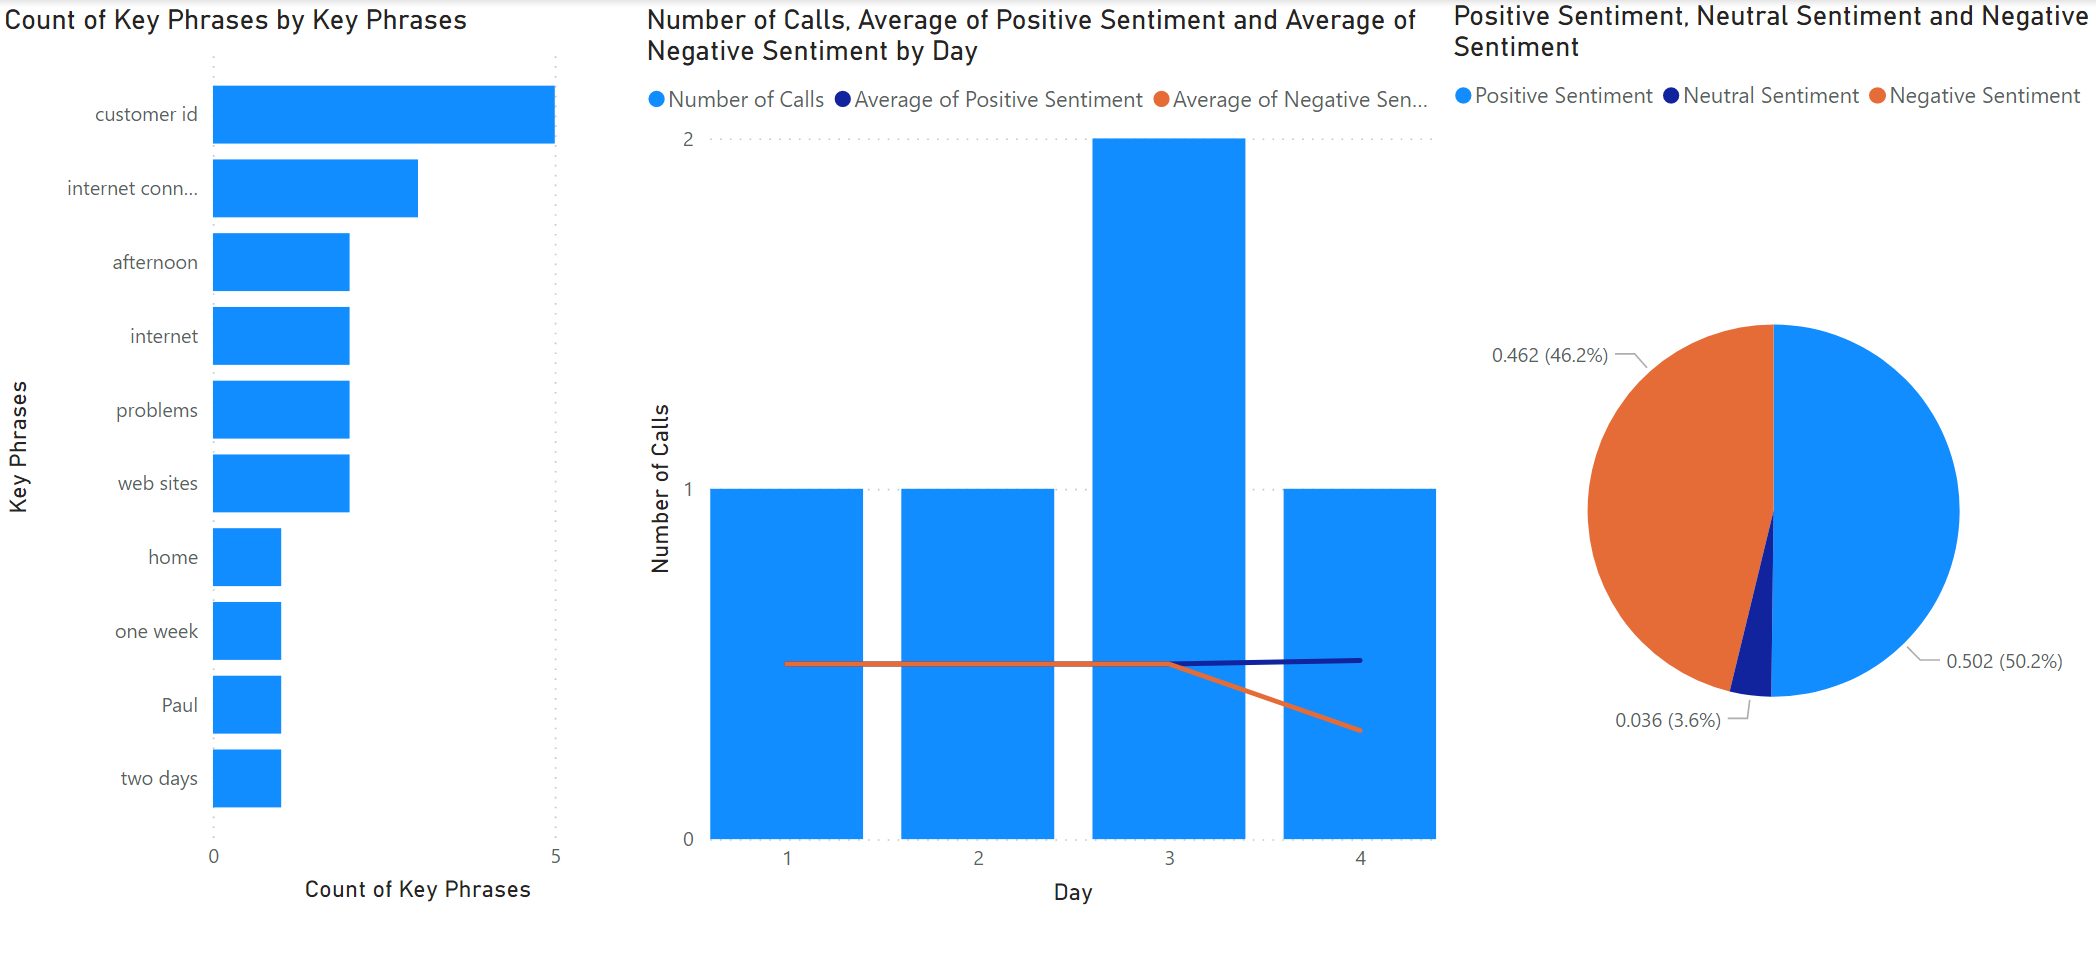 Count of Key Phrases by Key Phrases
customer id
internet conn...
afternoon
internet
problems
web sites
home
one week
Paul
two days
Key Phrases
0
5
Count of Key Phrases
Number of Calls, Average of Positive Sentiment and Average of
Negative Sentiment by Day
Number of Calls
Average of Positive Sentiment
Average of Negative Sen...
2
1
0
Number of Calls
1
2
3
4
Day
Positive Sentiment, Neutral Sentiment and Negative
Sentiment
Positive Sentiment
Neutral Sentiment
Negative Sentiment
0.462 (46.2%)
0.502 (50.2%)
0.036 (3.6%)